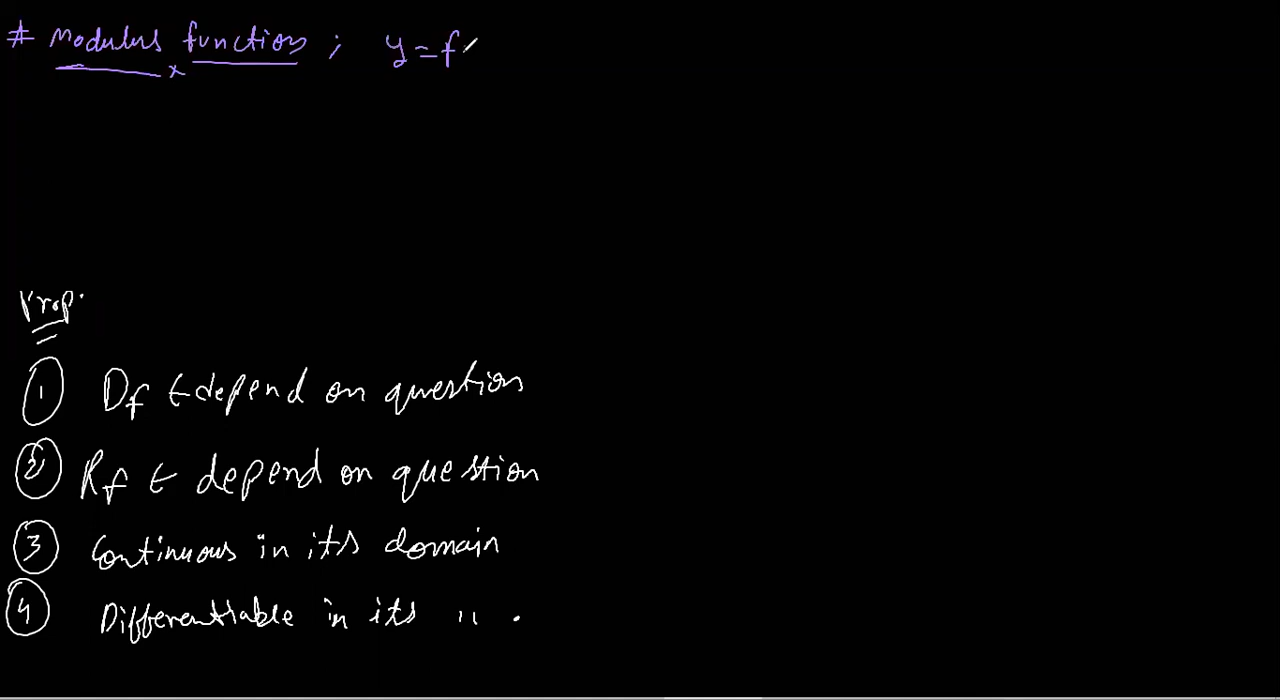 # Modulus function ; y = f
Prop.
① Df ∈ depend on question
② Rf ∈ depend on question
③ Continuous in its domain
④ Differentiable in its " .